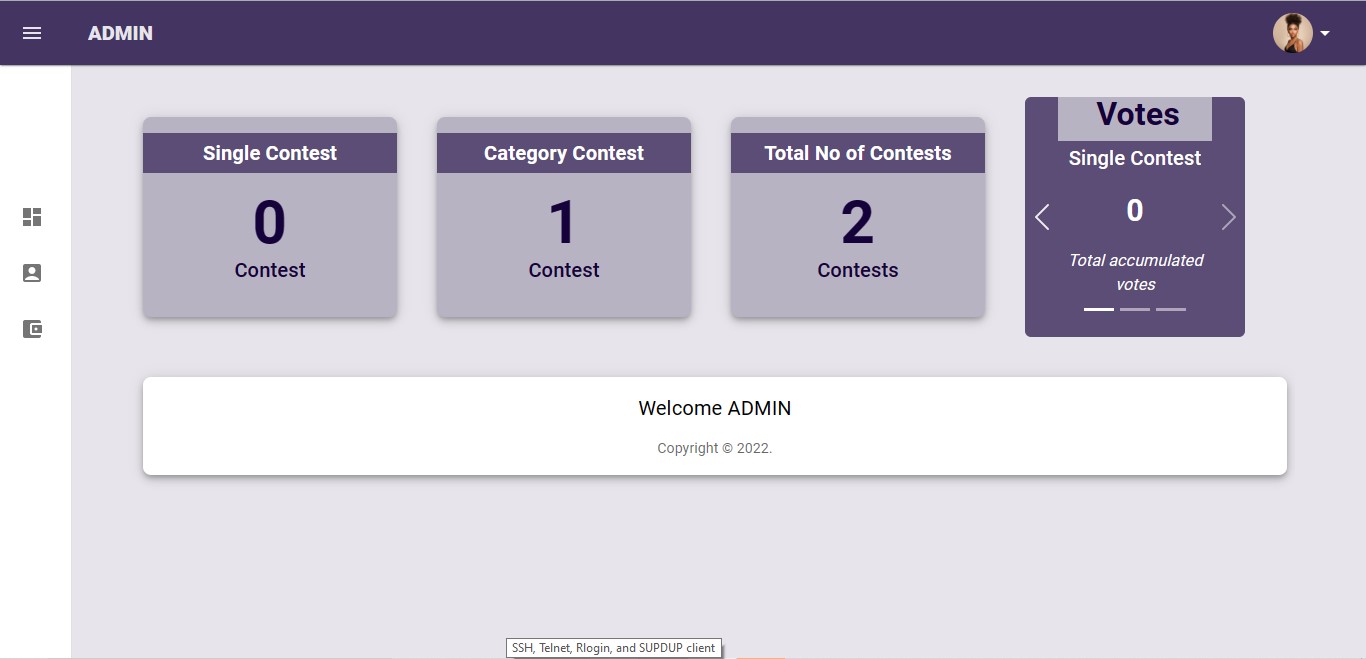 ADMIN
Single Contest
0
Contest
Category Contest
1
Contest
Total No of Contests
2
Contests
Votes
Single Contest
0
Total accumulated
votes
Welcome ADMIN
Copyright © 2022.
SSH, Telnet, Rlogin, and SUPDUP client